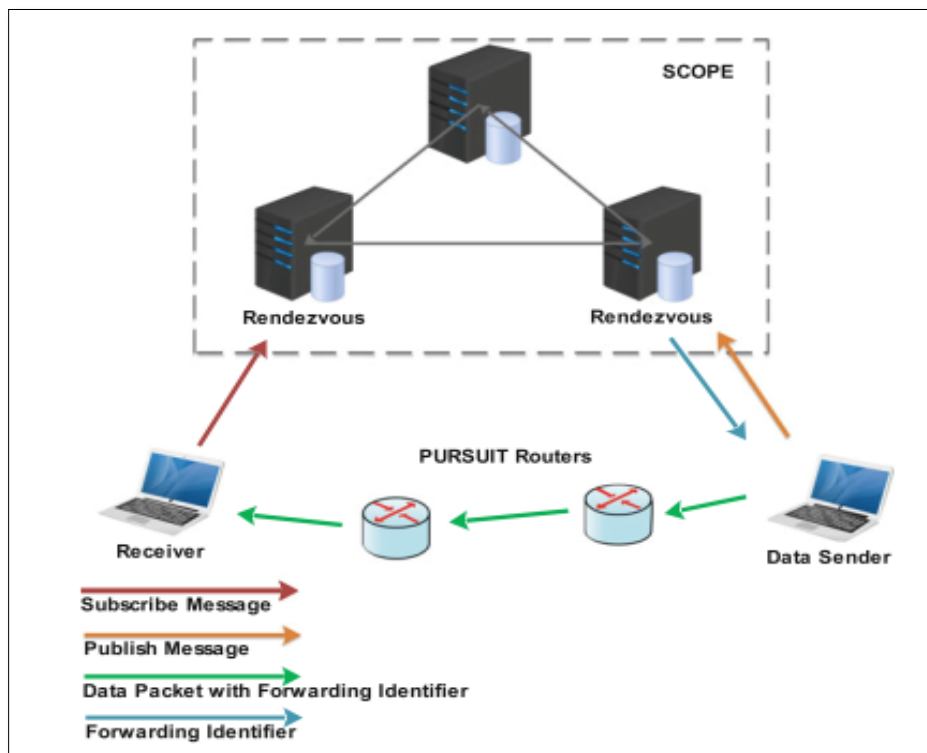 SCOPE
Rendezvous
Rendezvous
PURSUIT Routers
Receiver
Data Sender
Subscribe Message
Publish Message
Data Packet with Forwarding Identifier
Forwarding Identifier